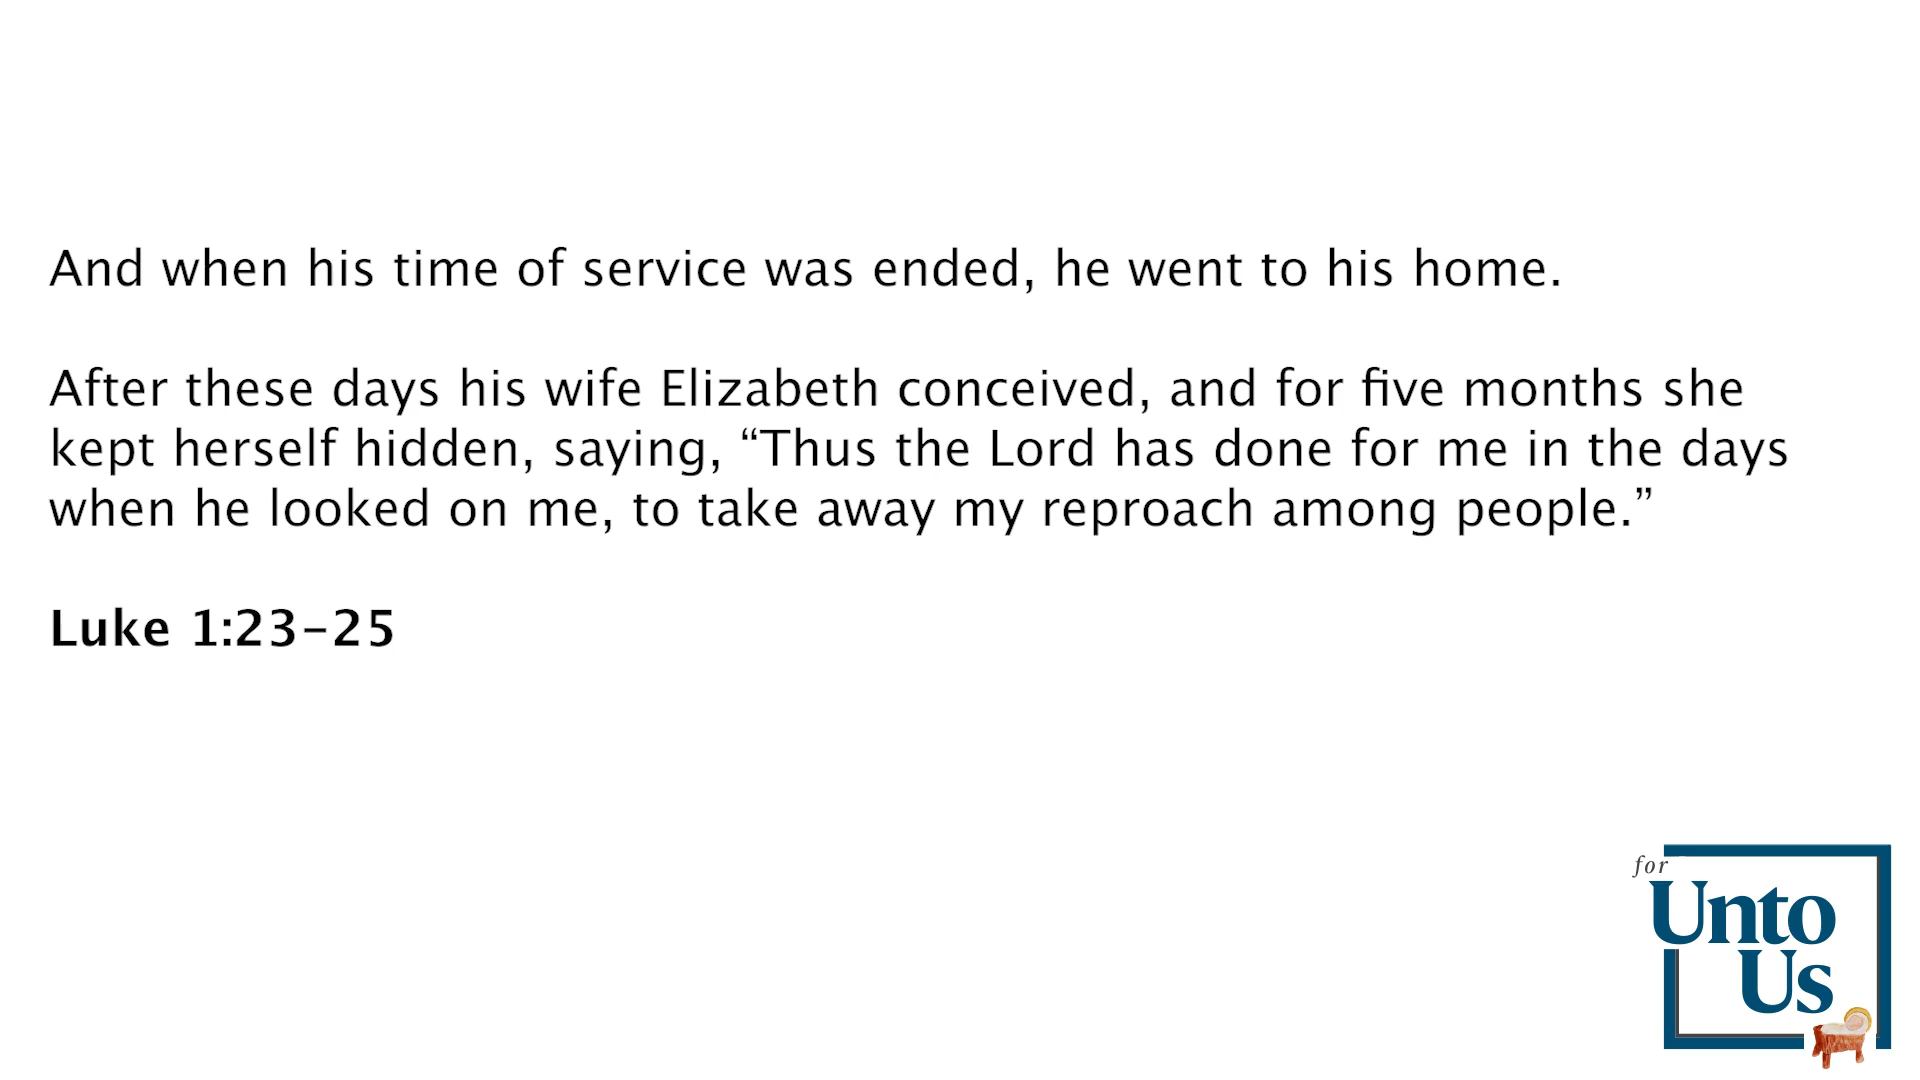 And when his time of service was ended, he went to his home.
After these days his wife Elizabeth conceived, and for five months she
kept herself hidden, saying, “Thus the Lord has done for me in the days
when he looked on me, to take away my reproach among people.”
Luke 1:23-25
for
Unto
Us